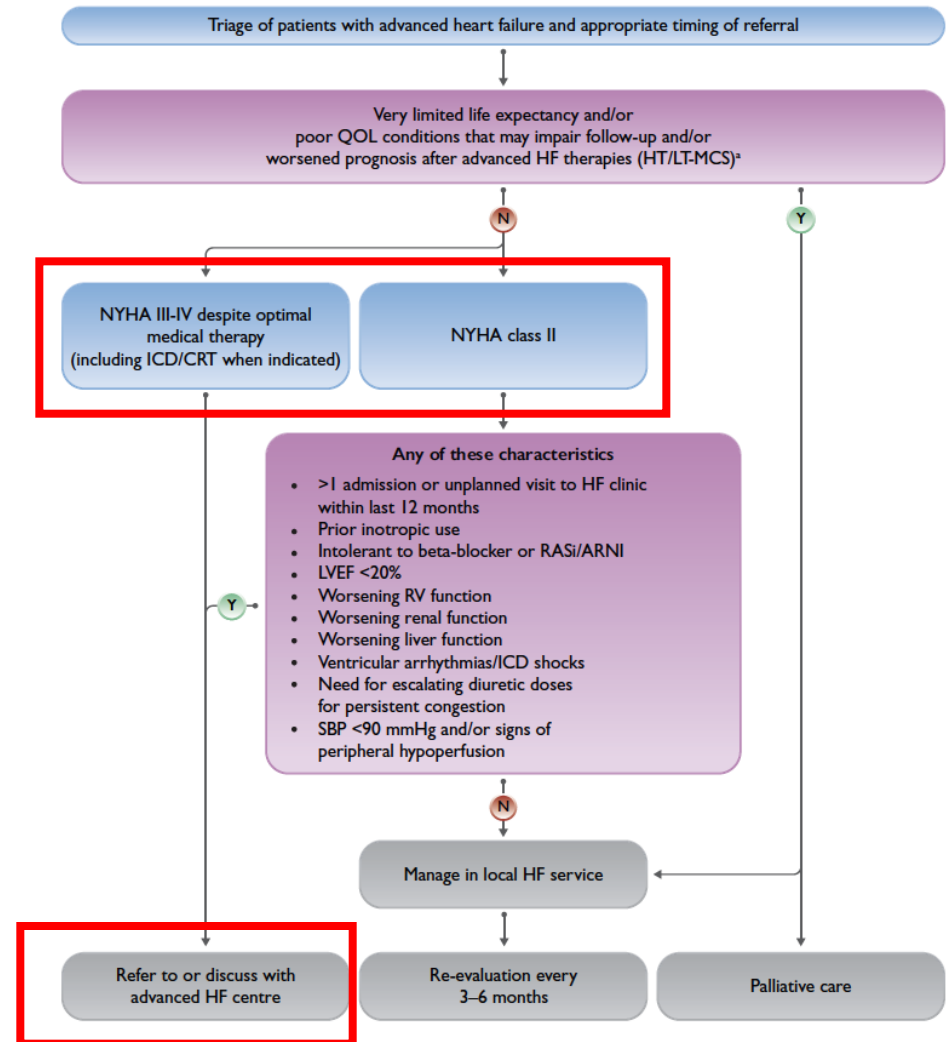 Triage of patients with advanced heart failure and appropriate timing of referral
Very limited life expectancy and/or
poor QOL conditions that may impair follow-up and/or
worsened prognosis after advanced HF therapies (HT/LT-MCS)ᵃ
N
Y
NYHA III-IV despite optimal
medical therapy
(including ICD/CRT when indicated)
NYHA class II
Any of these characteristics
• >1 admission or unplanned visit to HF clinic
within last 12 months
• Prior inotropic use
• Intolerant to beta-blocker or RASi/ARNI
• LVEF <20%
• Worsening RV function
• Worsening renal function
• Worsening liver function
• Ventricular arrhythmias/ICD shocks
• Need for escalating diuretic doses
for persistent congestion
• SBP <90 mmHg and/or signs of
peripheral hypoperfusion
Y
N
Manage in local HF service
Refer to or discuss with
advanced HF centre
Re-evaluation every
3–6 months
Palliative care